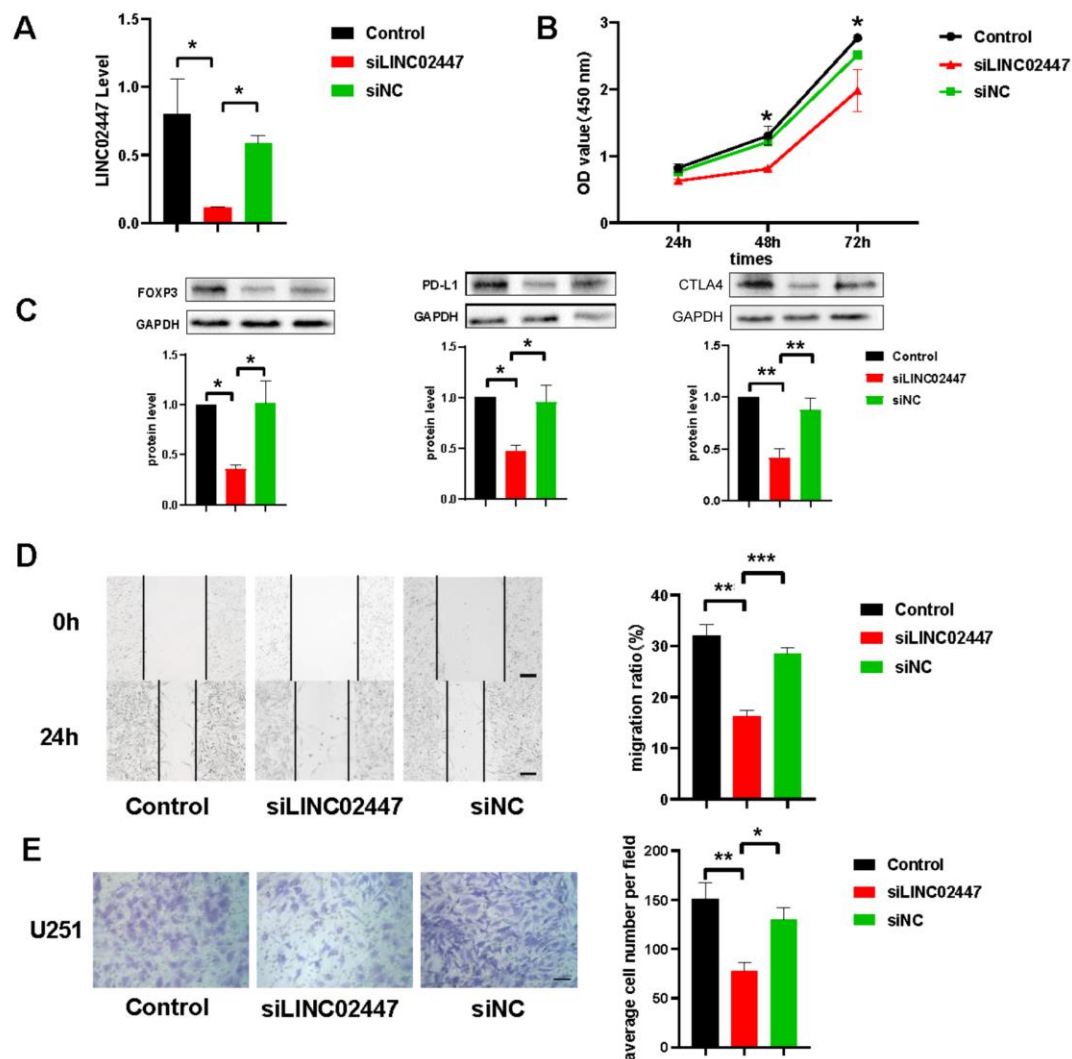 A
LINC02447 Level
1.5
1.0
0.5
0.0
*
*
Control
siLINC02447
siNC
B
OD value(450 nm)
3
2
1
0
*
*
24h
48h
72h
times
Control
siLINC02447
siNC
C
FOXP3
GAPDH
protein level
1.5
1.0
0.5
0.0
*
*
PD-L1
GAPDH
protein level
1.5
1.0
0.5
0.0
*
*
CTLA4
GAPDH
protein level
1.5
1.0
0.5
0.0
**
**
Control
siLINC02447
siNC
D
0h
24h
Control
siLINC02447
siNC
migration ratio(%)
40
30
20
10
0
**
***
Control
siLINC02447
siNC
E
U251
Control
siLINC02447
siNC
average cell number per field
200
150
100
50
0
**
*
Control
siLINC02447
siNC